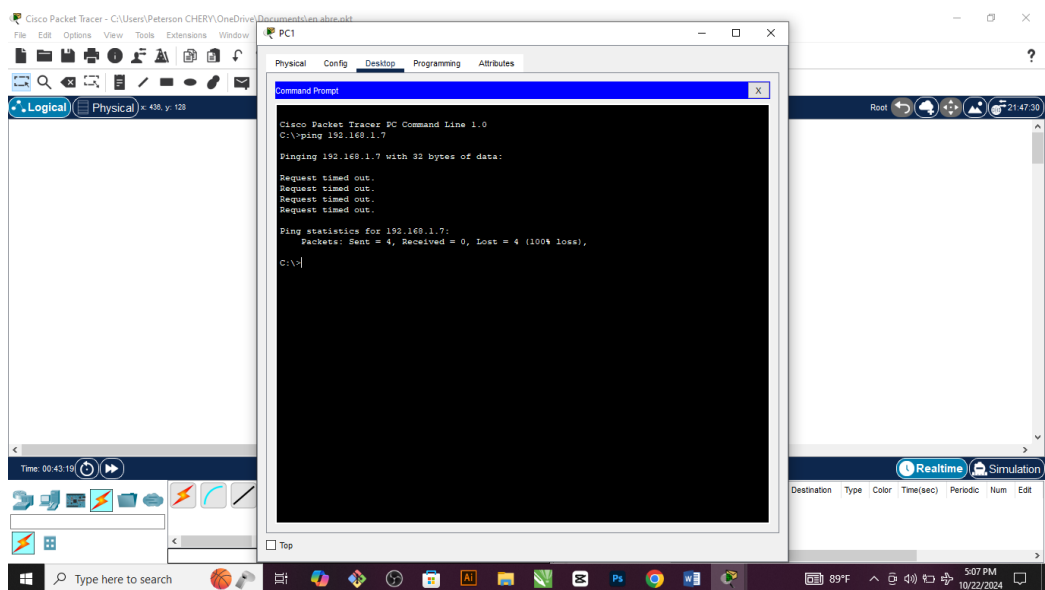 Cisco Packet Tracer - C:\Users\Peterson CHERY\OneDrive\Documents\en abre.pkt
File Edit Options View Tools Extensions Window
PC1
Physical Config Desktop Programming Attributes
?
Command Prompt X
Logical Physical x: 436, y: 128
Root 21:47:30
Cisco Packet Tracer PC Command Line 1.0
C:\>ping 192.168.1.7
Pinging 192.168.1.7 with 32 bytes of data:
Request timed out.
Request timed out.
Request timed out.
Request timed out.
Ping statistics for 192.168.1.7:
Packets: Sent = 4, Received = 0, Lost = 4 (100% loss),
C:\>
Time: 00:43:19
Realtime Simulation
Destination Type Color Time(sec) Periodic Num Edit
Top
Type here to search
Ai
Ps
89°F
5:07 PM
10/22/2024